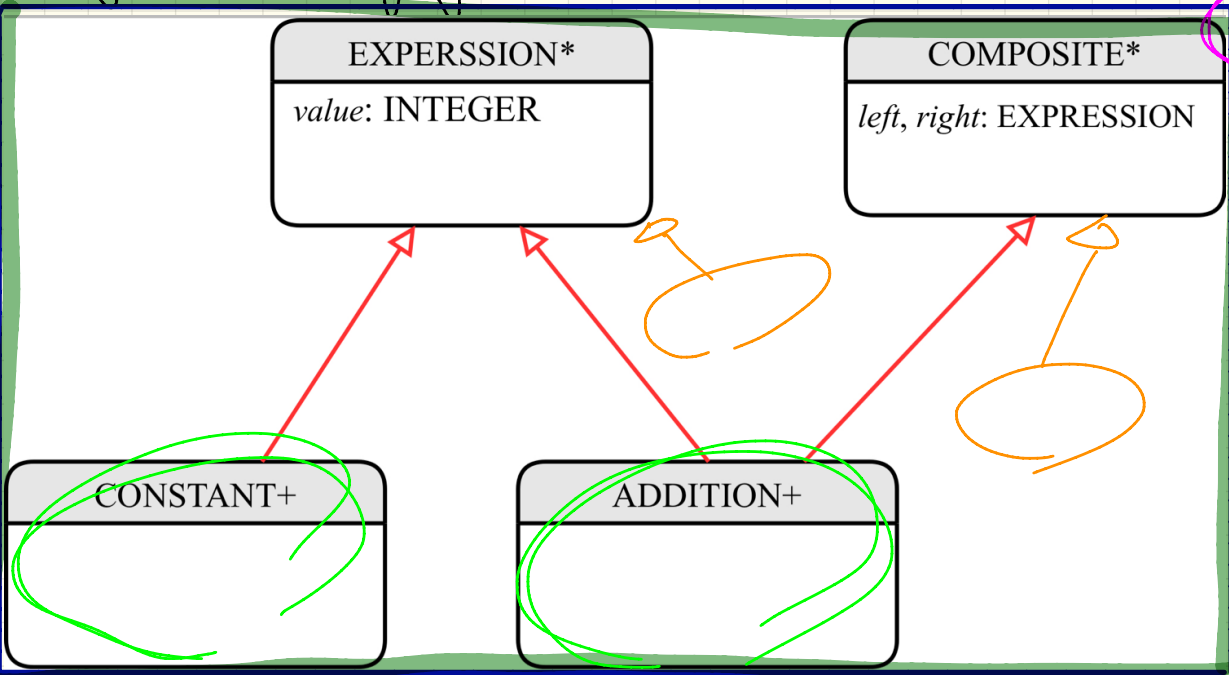 EXPERSSION*
value: INTEGER
COMPOSITE*
left, right: EXPRESSION
CONSTANT+
ADDITION+